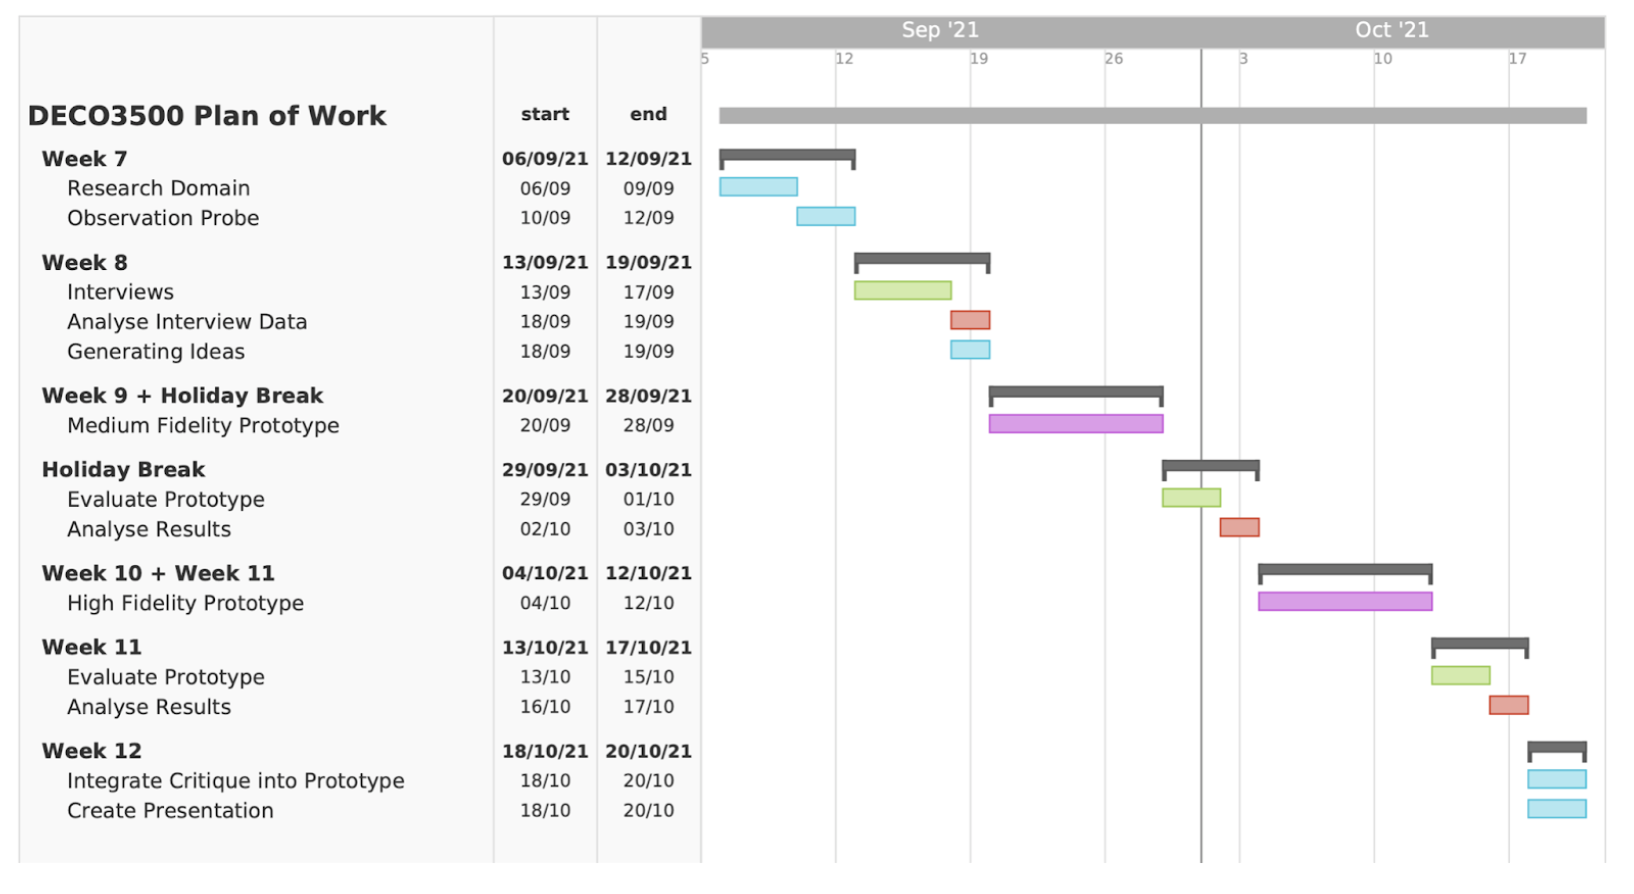 Sep '21 Oct '21
5 12 19 26 3 10 17
DECO3500 Plan of Work start end
Week 7 06/09/21 12/09/21
Research Domain 06/09 09/09
Observation Probe 10/09 12/09
Week 8 13/09/21 19/09/21
Interviews 13/09 17/09
Analyse Interview Data 18/09 19/09
Generating Ideas 18/09 19/09
Week 9 + Holiday Break 20/09/21 28/09/21
Medium Fidelity Prototype 20/09 28/09
Holiday Break 29/09/21 03/10/21
Evaluate Prototype 29/09 01/10
Analyse Results 02/10 03/10
Week 10 + Week 11 04/10/21 12/10/21
High Fidelity Prototype 04/10 12/10
Week 11 13/10/21 17/10/21
Evaluate Prototype 13/10 15/10
Analyse Results 16/10 17/10
Week 12 18/10/21 20/10/21
Integrate Critique into Prototype 18/10 20/10
Create Presentation 18/10 20/10